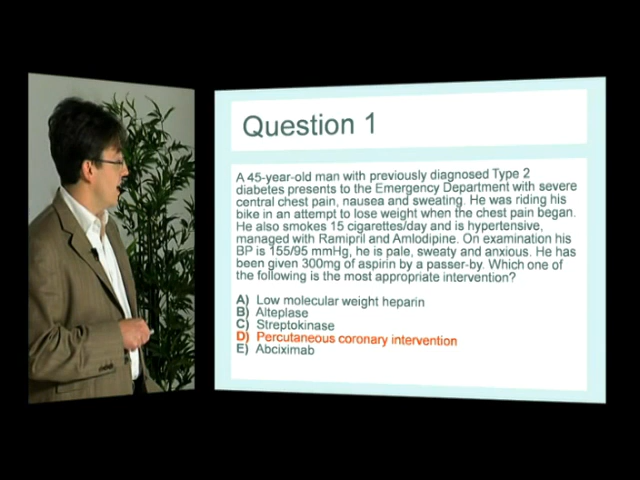 Question 1
A 45-year-old man with previously diagnosed Type 2
diabetes presents to the Emergency Department with severe
central chest pain, nausea and sweating. He was riding his
bike in an attempt to lose weight when the chest pain began.
He also smokes 15 cigarettes/day and is hypertensive,
managed with Ramipril and Amlodipine. On examination his
BP is 155/95 mmHg, he is pale, sweaty and anxious. He has
been given 300mg of aspirin by a passer-by. Which one of
the following is the most appropriate intervention?
A) Low molecular weight heparin
B) Alteplase
C) Streptokinase
D) Percutaneous coronary intervention
E) Abciximab